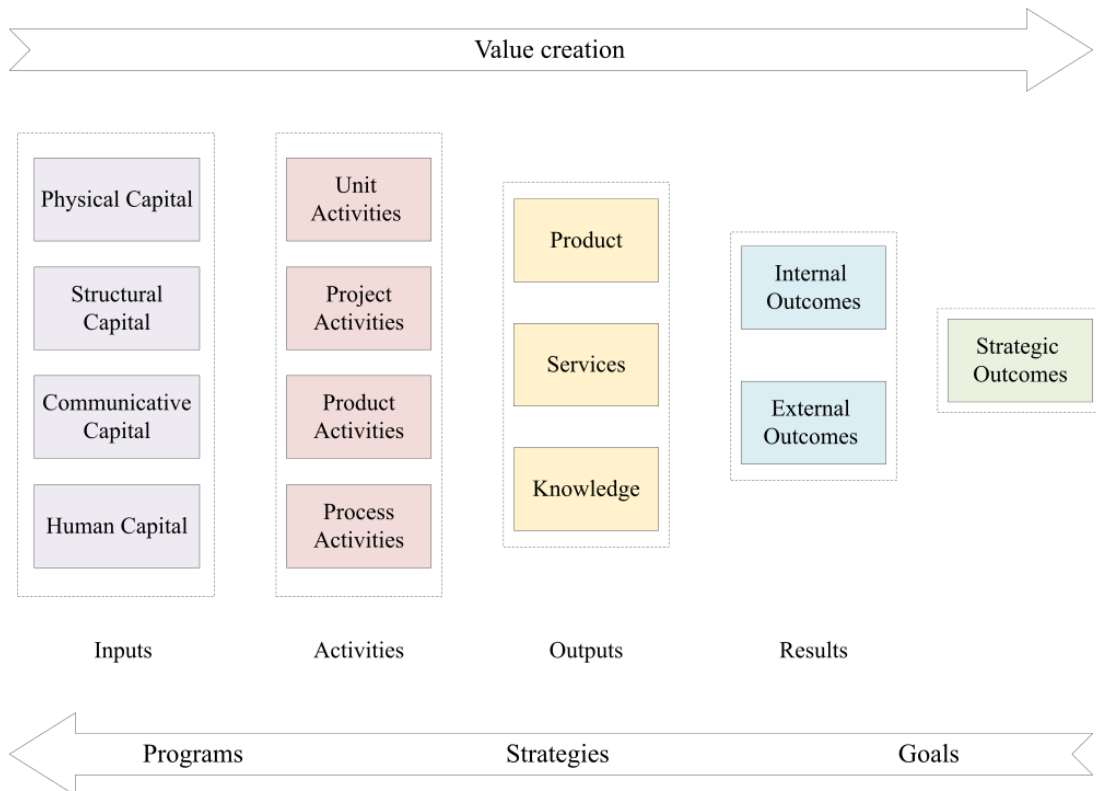 Value creation
Physical Capital
Structural
Capital
Communicative
Capital
Human Capital
Unit
Activities
Project
Activities
Product
Activities
Process
Activities
Product
Services
Knowledge
Internal
Outcomes
External
Outcomes
Strategic
Outcomes
Inputs
Activities
Outputs
Results
Programs
Strategies
Goals